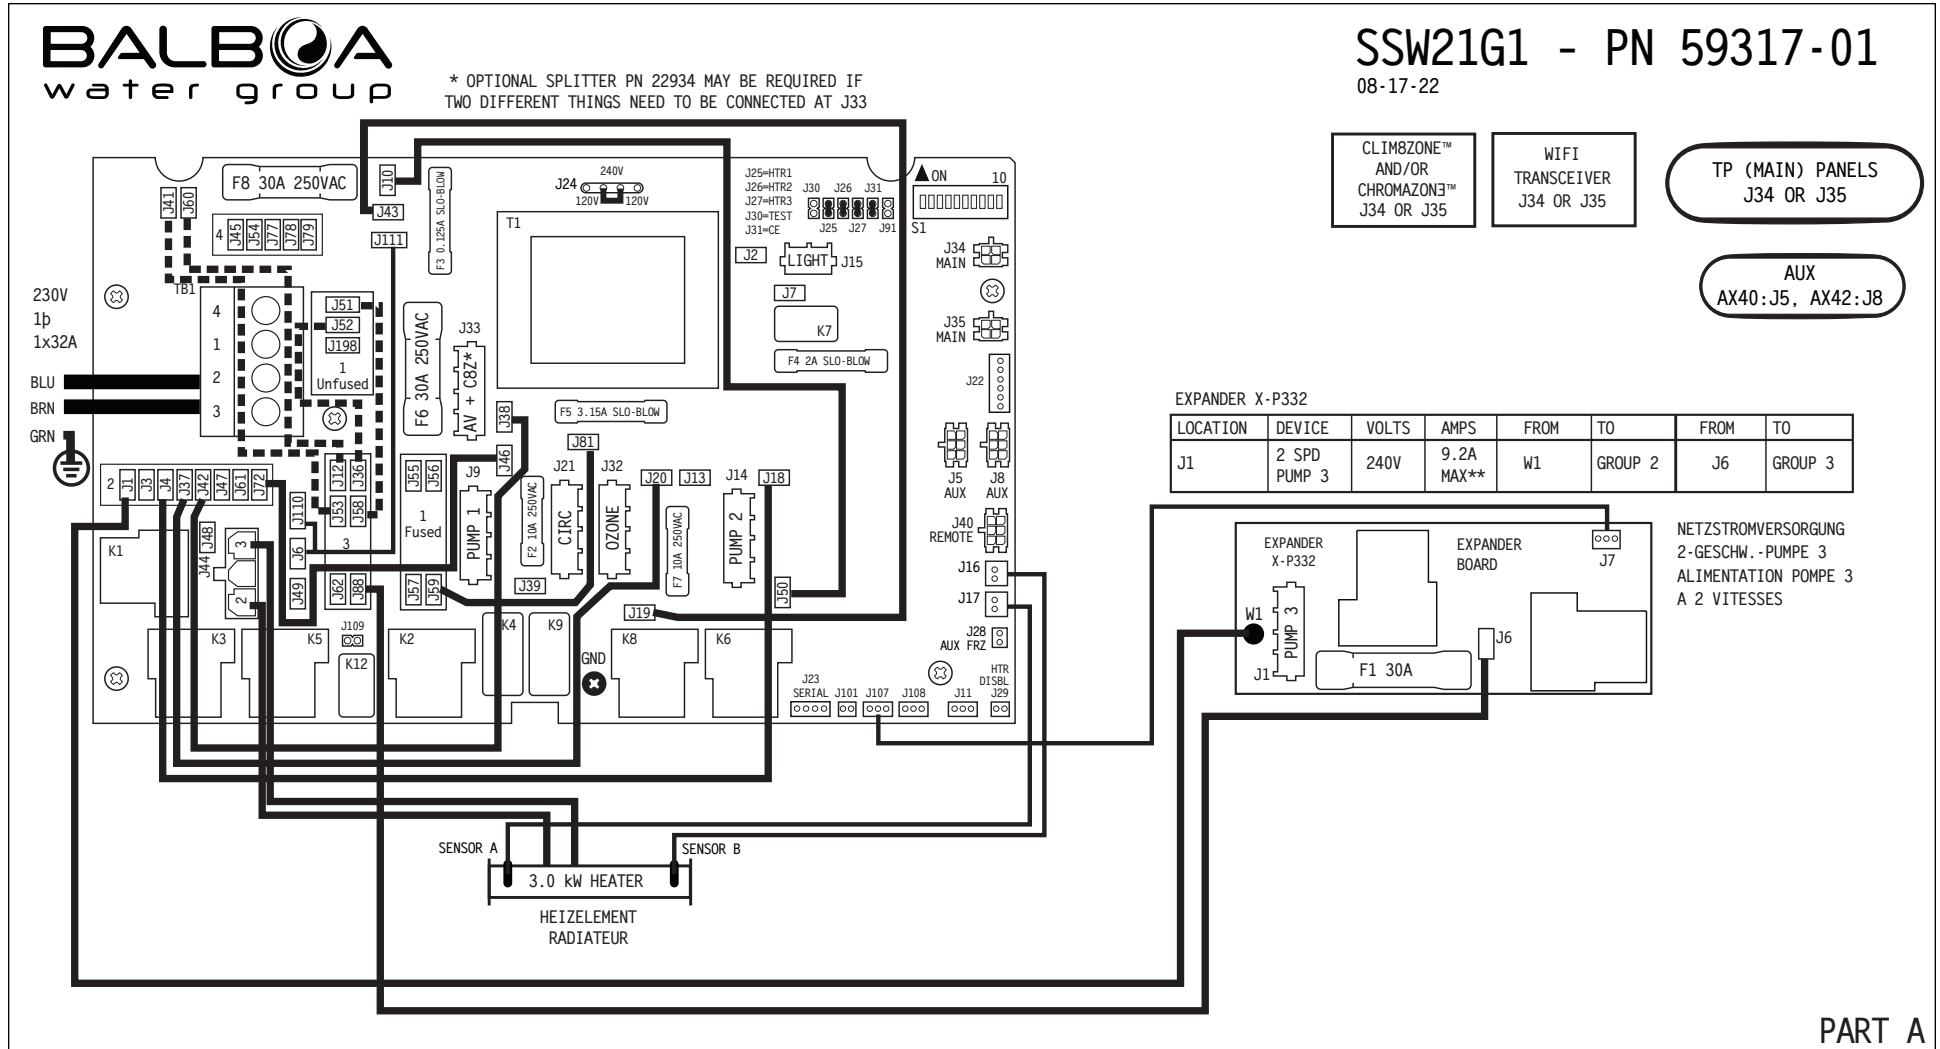 BALBOA
water group
* OPTIONAL SPLITTER PN 22934 MAY BE REQUIRED IF
TWO DIFFERENT THINGS NEED TO BE CONNECTED AT J33
SSW21G1 - PN 59317-01
08-17-22
CLIM8ZONE™
AND/OR
CHROMAZONƎ™
J34 OR J35
WIFI
TRANSCEIVER
J34 OR J35
TP (MAIN) PANELS
J34 OR J35
AUX
AX40:J5, AX42:J8
230V
1þ
1x32A
BLU
BRN
GRN
J41
J60
F8 30A 250VAC
4
J45
J54
J77
J78
J79
J10
J43
J111
F3 0.125A SLO-BLOW
J24
240V
120V
120V
T1
J25=HTR1
J26=HTR2
J27=HTR3
J30=TEST
J31=CE
J30
J26
J31
J25
J27
J91
ON
10
S1
J2
LIGHT
J15
J7
K7
F4 2A SLO-BLOW
J34
MAIN
J35
MAIN
J22
J5
AUX
J8
AUX
J40
REMOTE
J16
J17
J28
AUX FRZ
HTR
DISBL
J29
TB1
4
1
2
3
J51
J52
J198
1
Unfused
F6 30A 250VAC
J33
AV + C8Z*
J38
J46
F5 3.15A SLO-BLOW
J81
2
J1
J3
J4
J37
J42
J47
J61
J72
J12
J36
J53
J58
3
J62
J88
J55
J56
1
Fused
J57
J59
J9
PUMP 1
F2 10A 250VAC
J21
CIRC
J32
OZONE
J39
J20
J13
F7 10A 250VAC
J14
PUMP 2
J18
J50
J19
J110
J6
J49
K1
J48
J44
3
2
K3
K5
J109
K12
K2
K4
K9
GND
K8
K6
J23
SERIAL
J101
J107
J108
J11
SENSOR A
SENSOR B
3.0 kW HEATER
HEIZELEMENT
RADIATEUR
EXPANDER X-P332
LOCATION DEVICE VOLTS AMPS FROM TO FROM TO
J1 2 SPD PUMP 3 240V 9.2A MAX** W1 GROUP 2 J6 GROUP 3
EXPANDER
X-P332
EXPANDER
BOARD
J7
W1
PUMP 3
J1
F1 30A
J6
NETZSTROMVERSORGUNG
2-GESCHW.-PUMPE 3
ALIMENTATION POMPE 3
A 2 VITESSES
PART A